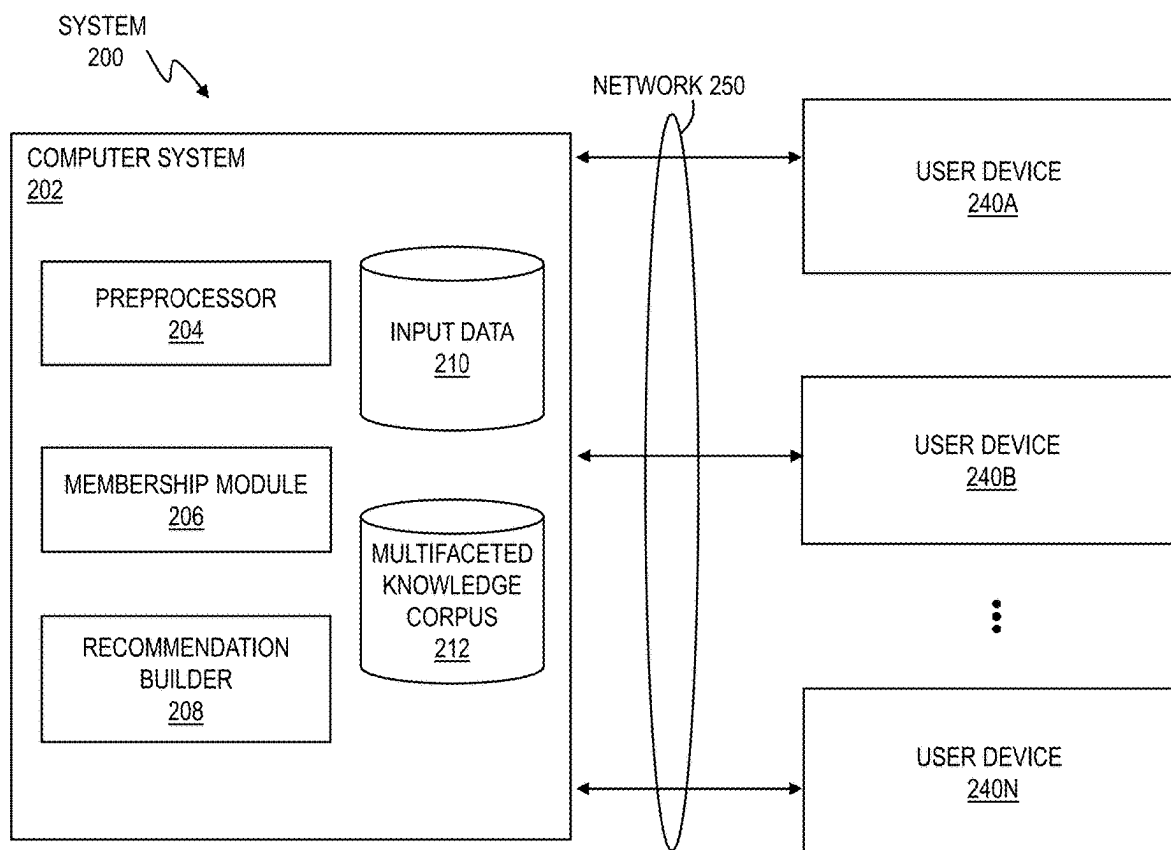 SYSTEM
200
NETWORK 250
COMPUTER SYSTEM
202
PREPROCESSOR
204
INPUT DATA
210
MEMBERSHIP MODULE
206
MULTIFACETED
KNOWLEDGE
CORPUS
212
RECOMMENDATION
BUILDER
208
USER DEVICE
240A
USER DEVICE
240B
USER DEVICE
240N